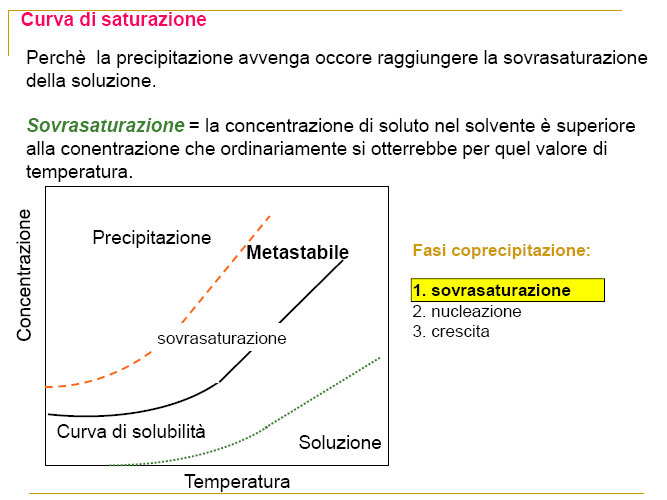 Curva di saturazione
Perchè la precipitazione avvenga occore raggiungere la sovrasaturazione
della soluzione.
Sovrasaturazione = la concentrazione di soluto nel solvente è superiore
alla conentrazione che ordinariamente si otterrebbe per quel valore di
temperatura.
Concentrazione
Precipitazione
Metastabile
sovrasaturazione
Curva di solubilità
Soluzione
Temperatura
Fasi coprecipitazione:
1. sovrasaturazione
2. nucleazione
3. crescita